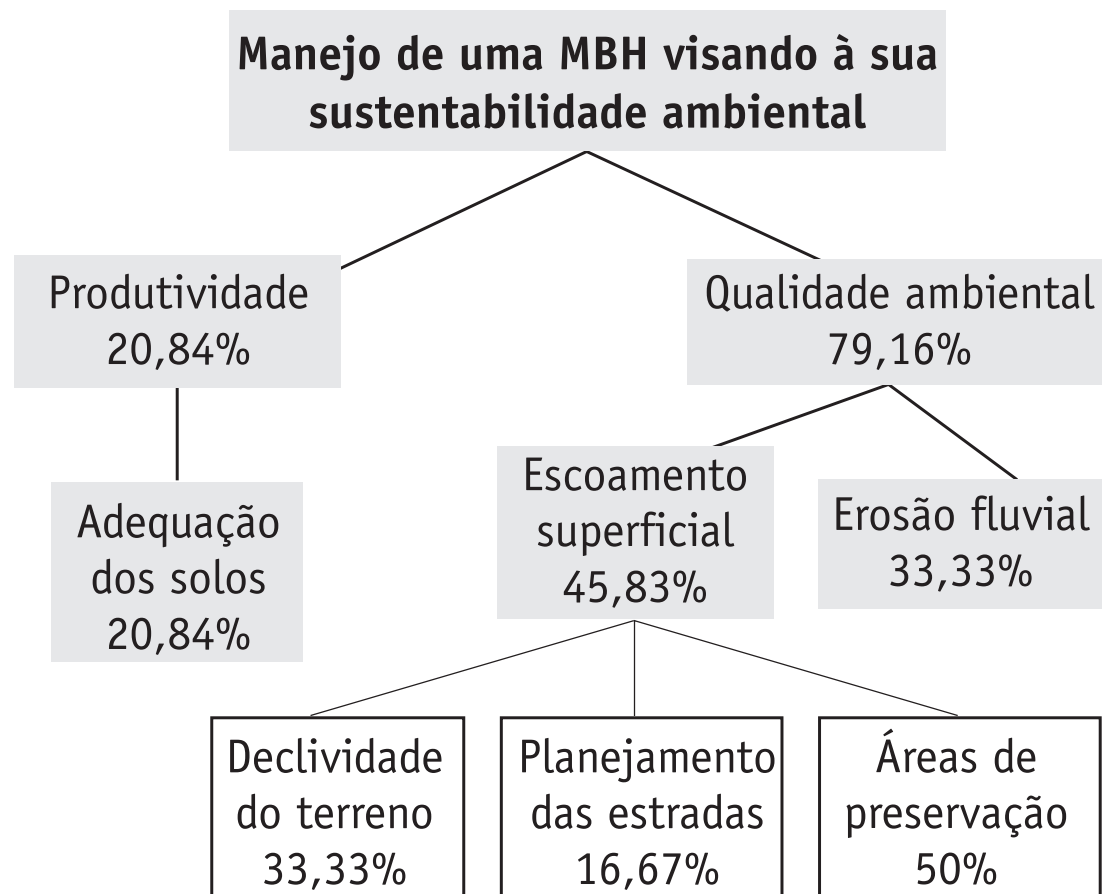 Manejo de uma MBH visando à sua
sustentabilidade ambiental
Produtividade
20,84%
Qualidade ambiental
79,16%
Adequação
dos solos
20,84%
Escoamento
superficial
45,83%
Erosão fluvial
33,33%
Declividade
do terreno
33,33%
Planejamento
das estradas
16,67%
Áreas de
preservação
50%